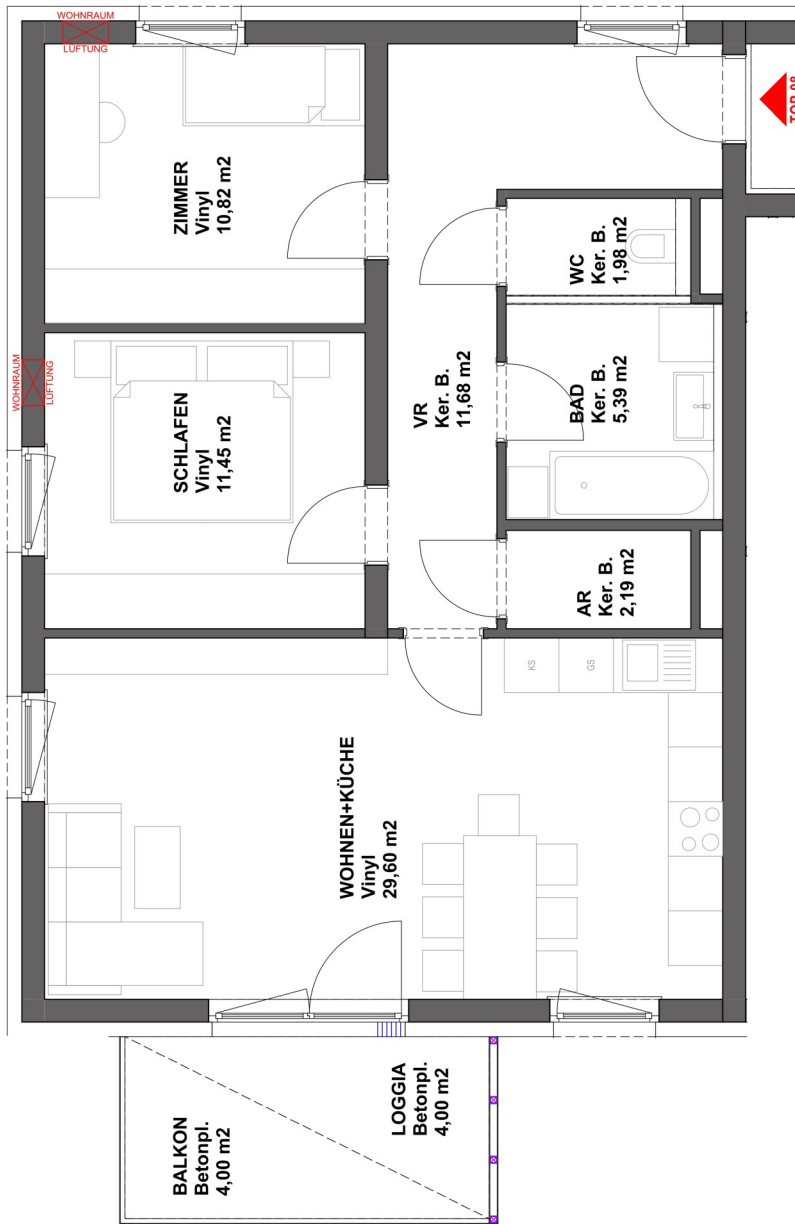 WOHNRAUM
LÜFTUNG
ZIMMER
Vinyl
10,82 m2
WC
Ker. B.
1,98 m2
WOHNRAUM
LÜFTUNG
SCHLAFEN
Vinyl
11,45 m2
VR
Ker. B.
11,68 m2
BAD
Ker. B.
5,39 m2
AR
Ker. B.
2,19 m2
KS
GS
WOHNEN+KÜCHE
Vinyl
29,60 m2
BALKON
Betonpl.
4,00 m2
LOGGIA
Betonpl.
4,00 m2